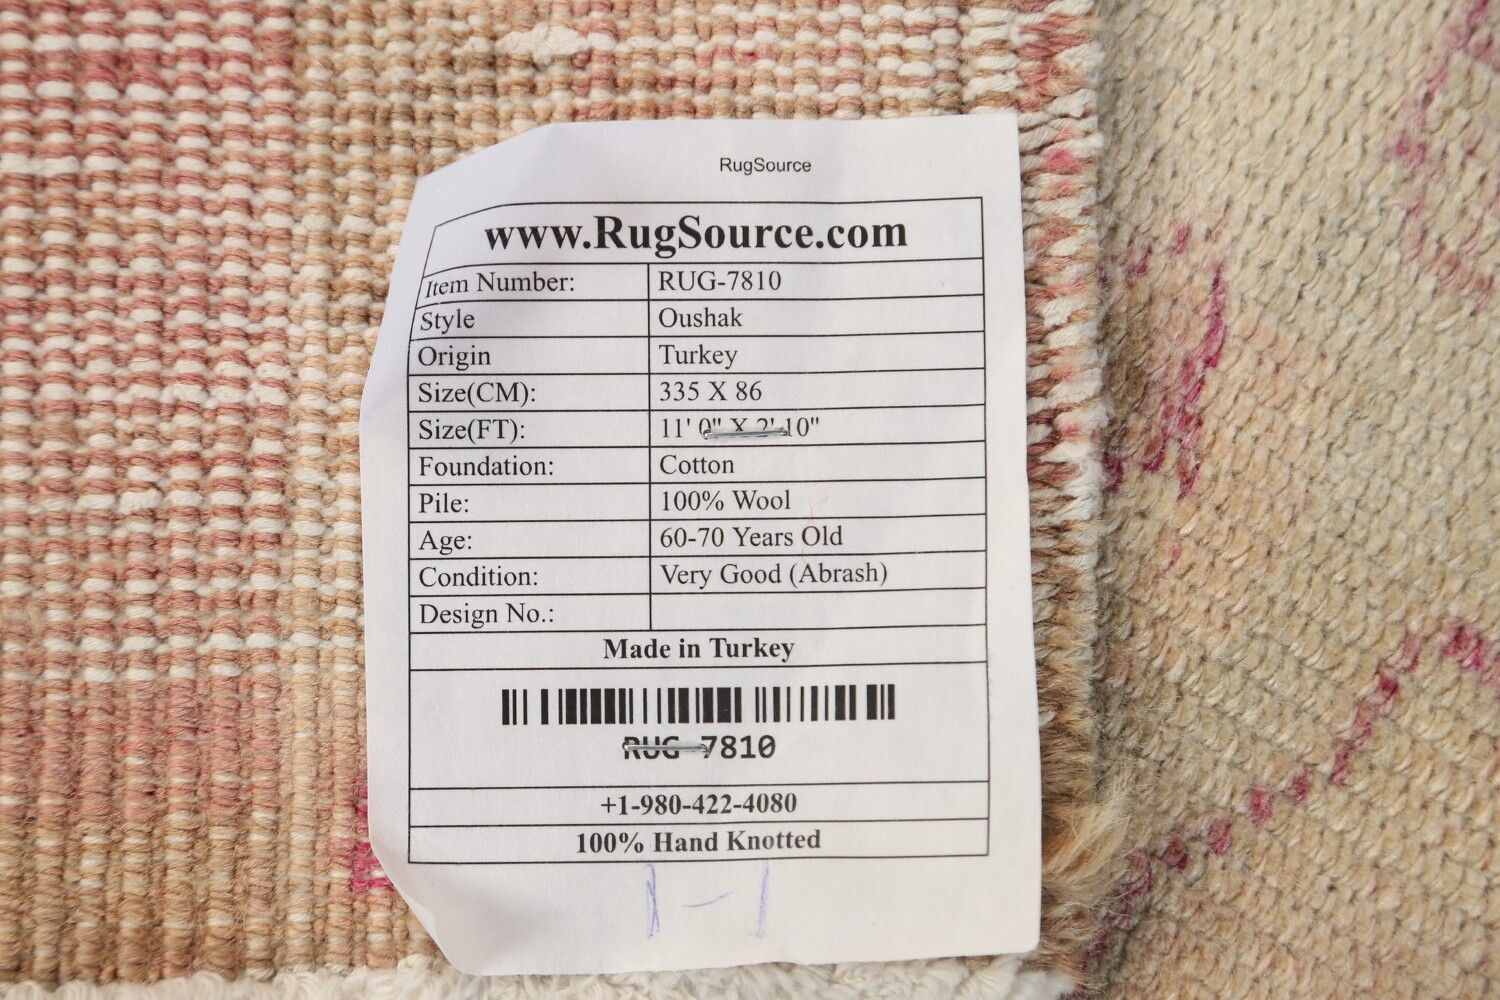 RugSource
www.RugSource.com
Item Number: RUG-7810
Style Oushak
Origin Turkey
Size(CM): 335 X 86
Size(FT): 11' 0" X 2' 10"
Foundation: Cotton
Pile: 100% Wool
Age: 60-70 Years Old
Condition: Very Good (Abrash)
Design No.:
Made in Turkey
RUG-7810
+1-980-422-4080
100% Hand Knotted
1-1